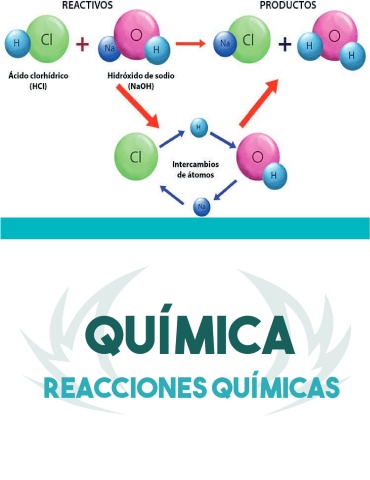 REACTIVOS PRODUCTOS
H Cl + Na O H Na Cl + H O H
Ácido clorhídrico Hidróxido de sodio
(HCl) (NaOH)
H
Cl Intercambios O
de átomos H
Na
QUÍMICA
REACCIONES QUÍMICAS